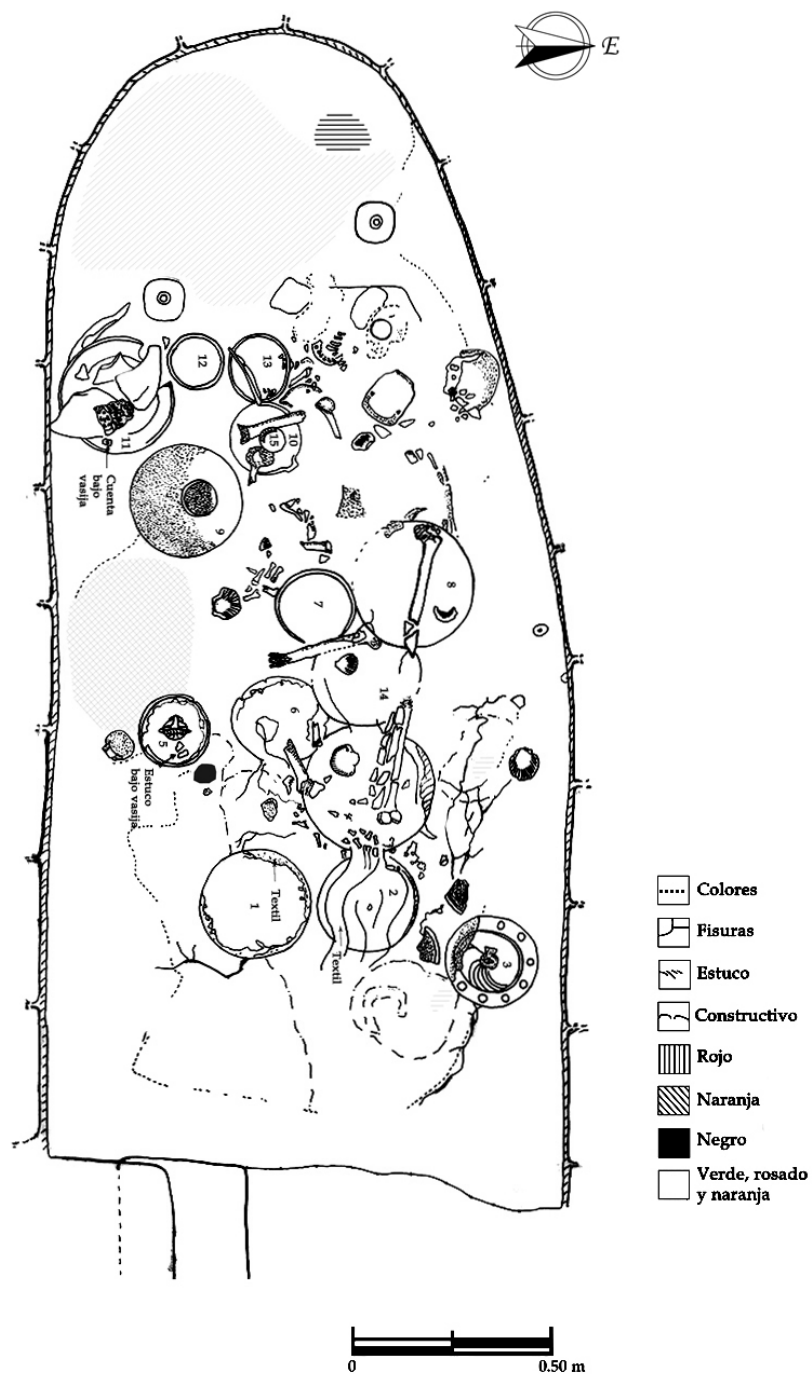 E
12
13
10
15
11
Cuenta
bajo
vasija
9
8
7
14
6
5
Estuco
bajo vasija
Textil
1
2
Textil
3
Colores
Fisuras
Estuco
Constructivo
Rojo
Naranja
Negro
Verde, rosado
y naranja
0
0.50 m